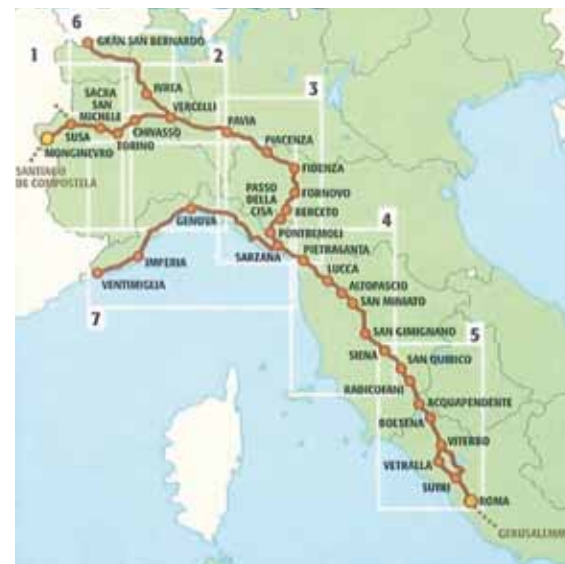 6
GRAN SAN BERNARDO
1
2
IVREA
3
SACRA
SAN
MICHELE
VERCELLI
SUSA
CHIVASSO
PAVIA
MONGINEVRO
TORINO
PIACENZA
SANTIAGO
DE COMPOSTELA
FIDENZA
PASSO
DELLA
CISA
FORNOVO
BERCETO
4
GENOVA
PONTREMOLI
SARZANA
PIETRASANTA
IMPERIA
LUCCA
VENTIMIGLIA
ALTOPASCIO
SAN MINIATO
7
SAN GIMIGNANO
5
SIENA
SAN QUIRICO
RADICOFANI
ACQUAPENDENTE
BOLSENA
VITERBO
VETRALLA
SUTRI
ROMA
GERUSALEMME